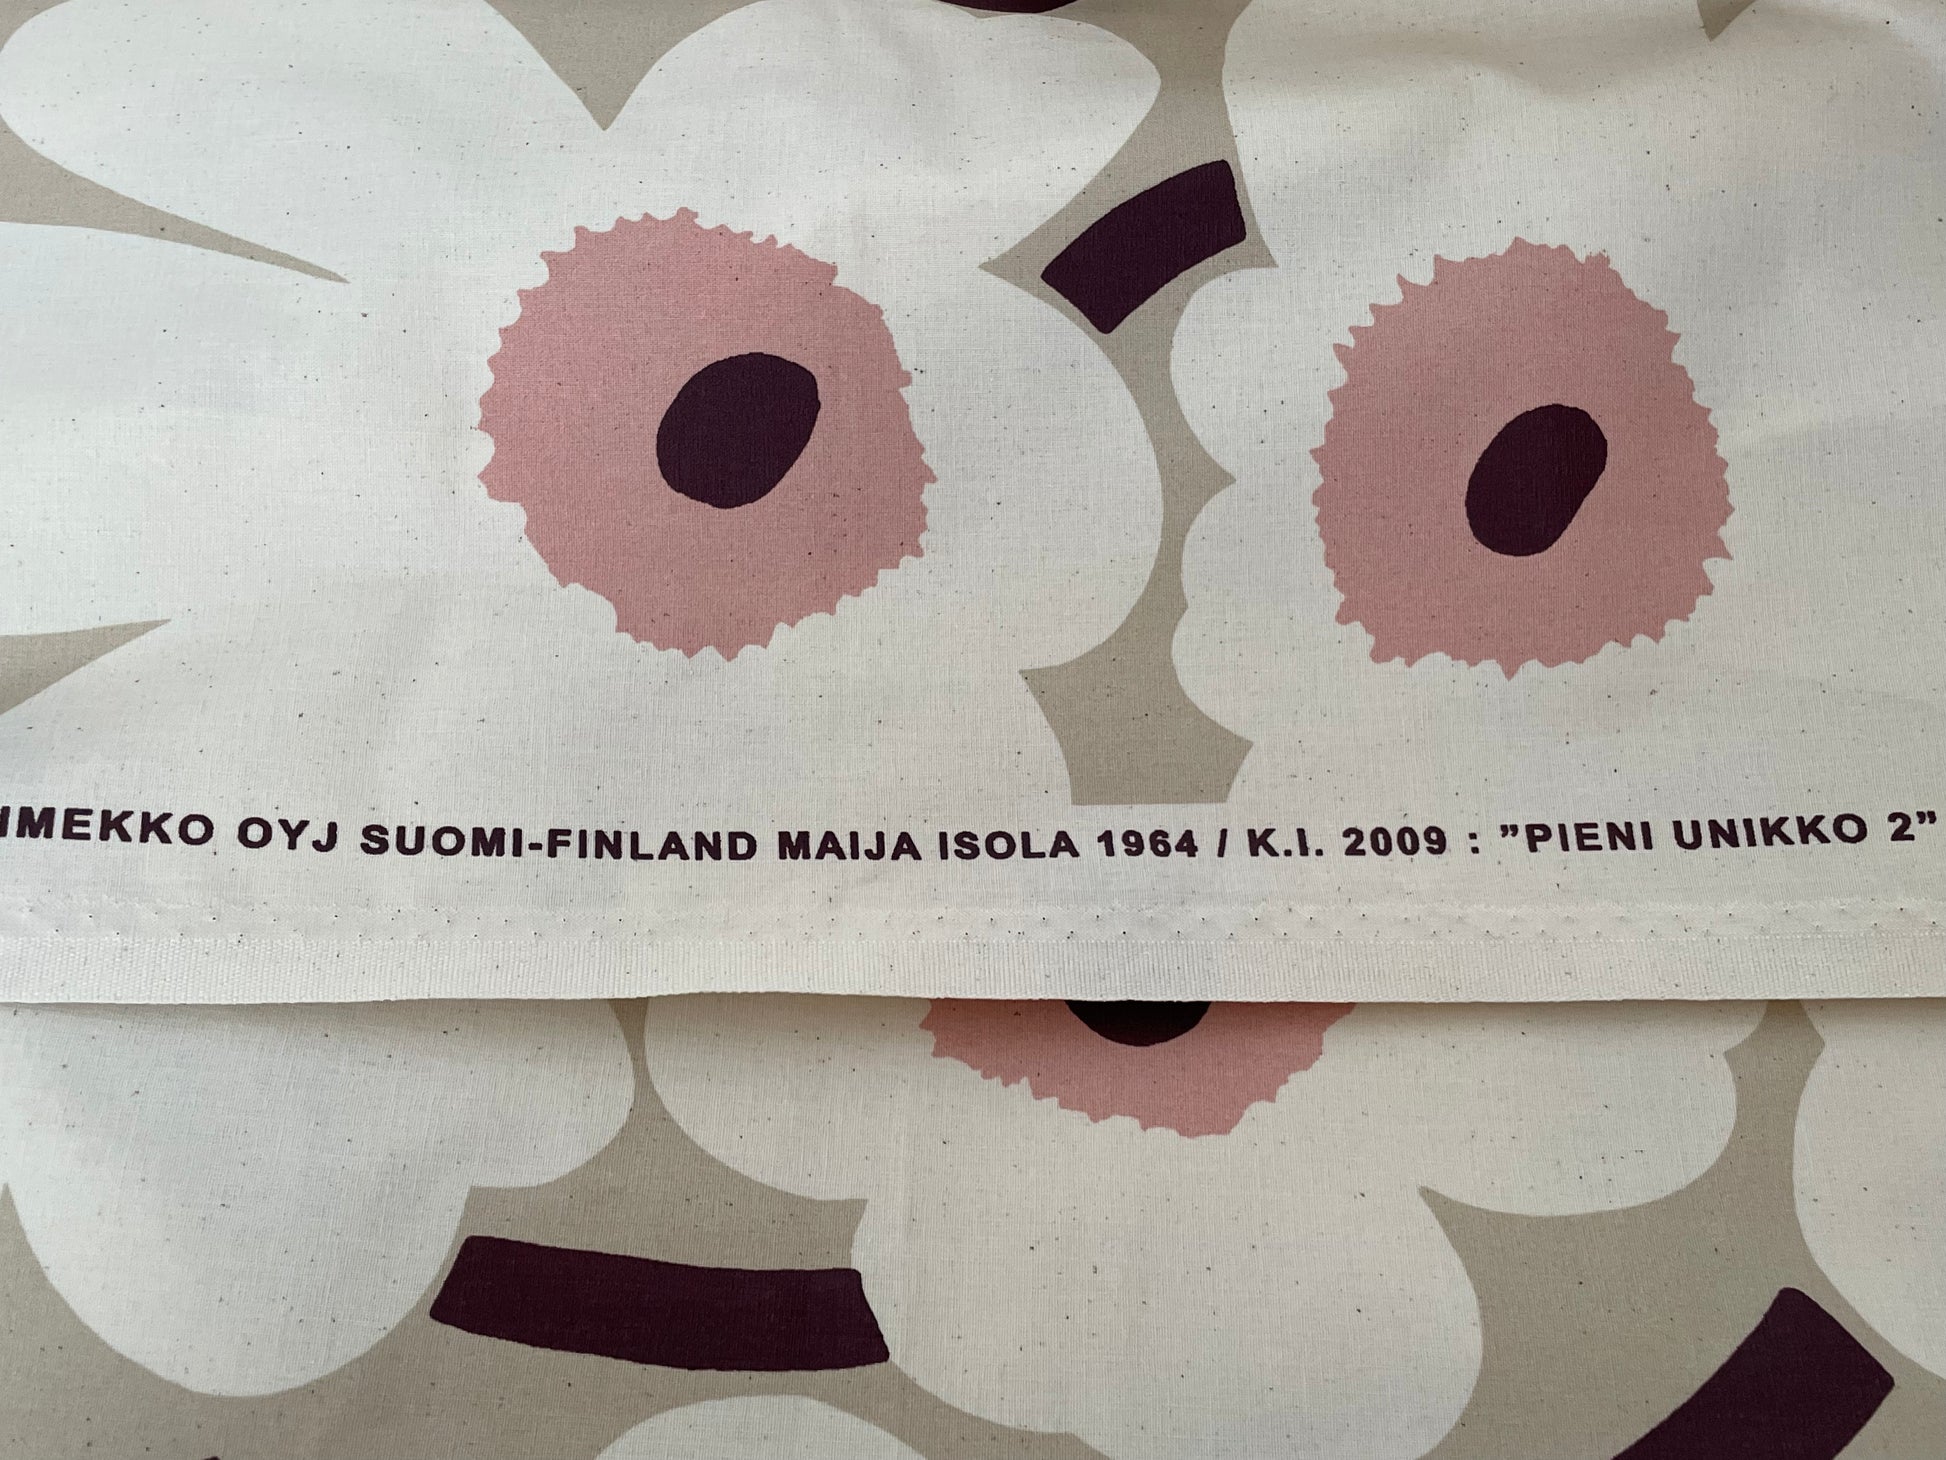 IMEKKO OYJ SUOMI-FINLAND MAIJA ISOLA 1964 / K.I. 2009 : ”PIENI UNIKKO 2”